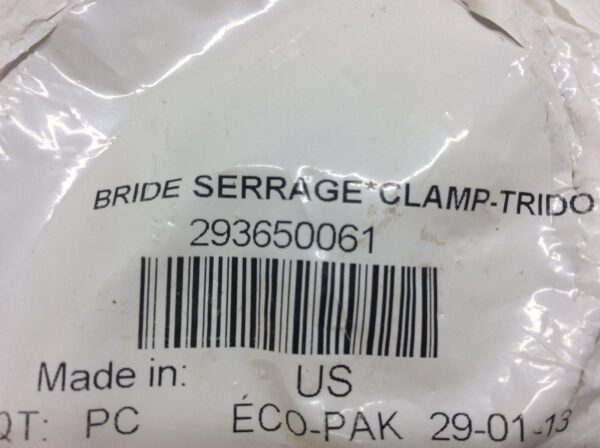 BRIDE SERRAGE*CLAMP-TRIDO
293650061
Made in: US
QT: PC ÉCO-PAK 29-01-13